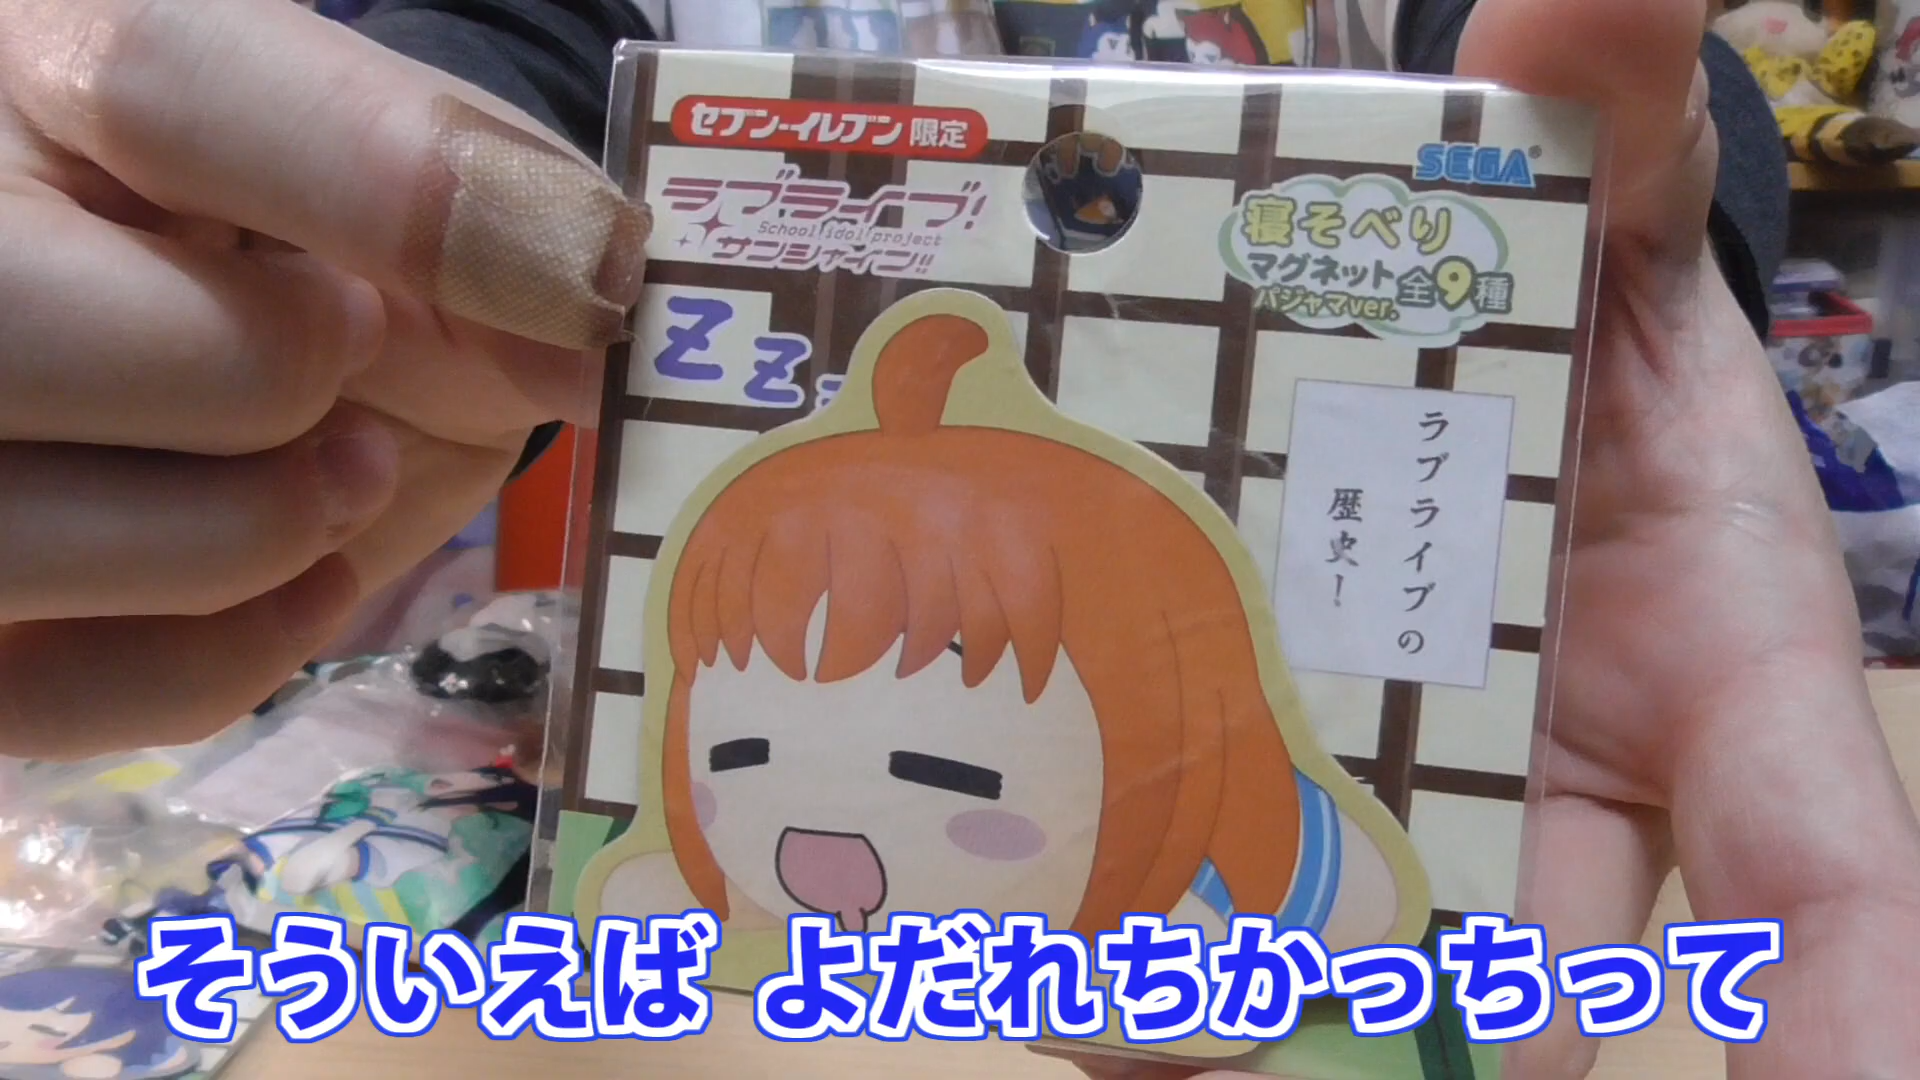 セブン-イレブン限定
SEGA
ラブライブ!
School idol project
サンシャイン!!
寝そべり
マグネット 全9種
パジャマver.
Zz
ラブライブの
歴史!
そういえば よだれちかっちって